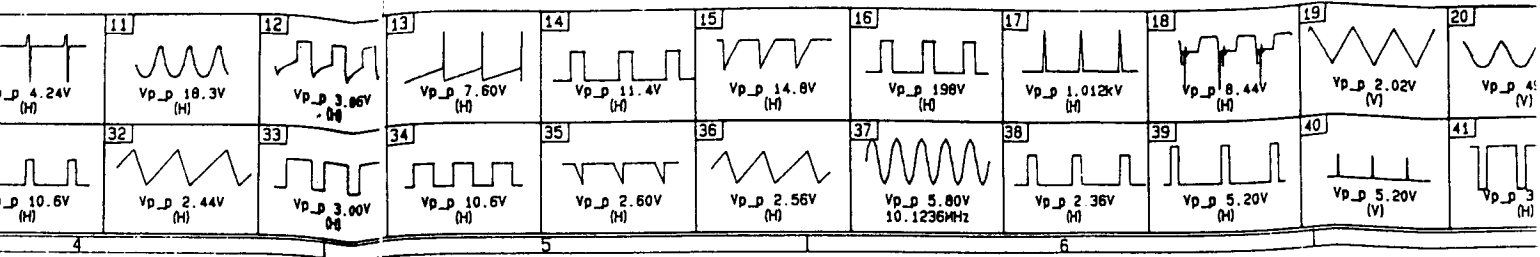 11 12 13 14 15 16 17 18 19 20
4.24V Vp_p 18.3V Vp_p 3.86V Vp_p 7.60V Vp_p 11.4V Vp_p 14.8V Vp_p 198V Vp_p 1.012kV Vp_p 8.44V Vp_p 2.02V Vp_p
(H) (H) (H) (H) (H) (H) (H) (H) (H) (V) (V)
32 33 34 35 36 37 38 39 40 41
10.6V Vp_p 2.44V Vp_p 3.00V Vp_p 10.6V Vp_p 2.60V Vp_p 2.56V Vp_p 5.80V Vp_p 2.36V Vp_p 5.20V Vp_p 5.20V Vp_p 3
(H) (H) (H) (H) (H) (H) 10.1236MHz (H) (H) (V) (H)
4 5 6